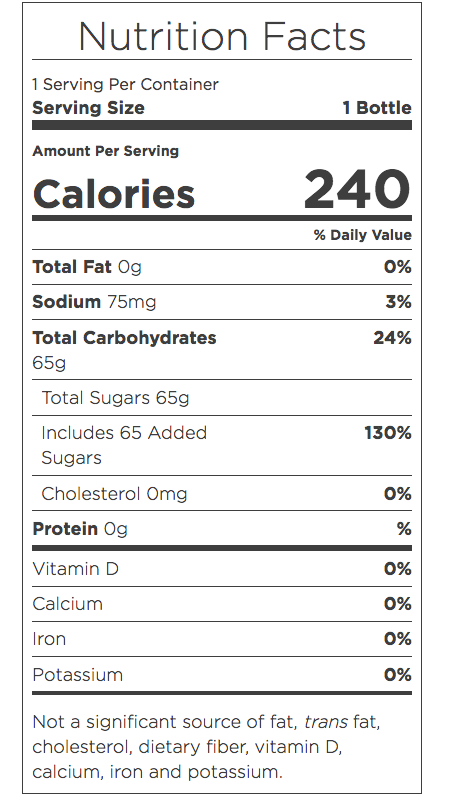 Nutrition Facts
1 Serving Per Container
Serving Size 1 Bottle
Amount Per Serving
Calories 240
% Daily Value
Total Fat 0g 0%
Sodium 75mg 3%
Total Carbohydrates 24%
65g
Total Sugars 65g
Includes 65 Added 130%
Sugars
Cholesterol 0mg 0%
Protein 0g %
Vitamin D 0%
Calcium 0%
Iron 0%
Potassium 0%
Not a significant source of fat, trans fat,
cholesterol, dietary fiber, vitamin D,
calcium, iron and potassium.